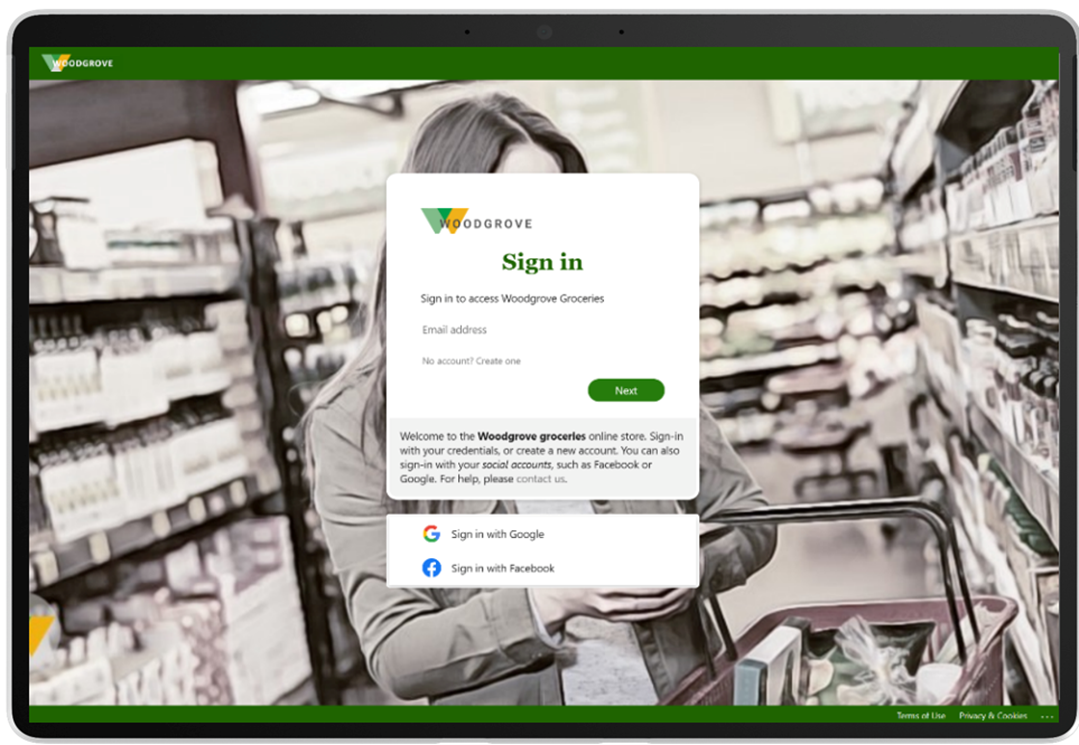 WOODGROVE
WOODGROVE
Sign in
Sign in to access Woodgrove Groceries
Email address
No account? Create one
Next
Welcome to the Woodgrove groceries online store. Sign-in
with your credentials, or create a new account. You can also
sign-in with your social accounts, such as Facebook or
Google. For help, please contact us.
Sign in with Google
Sign in with Facebook
Terms of Use Privacy & Cookies ...